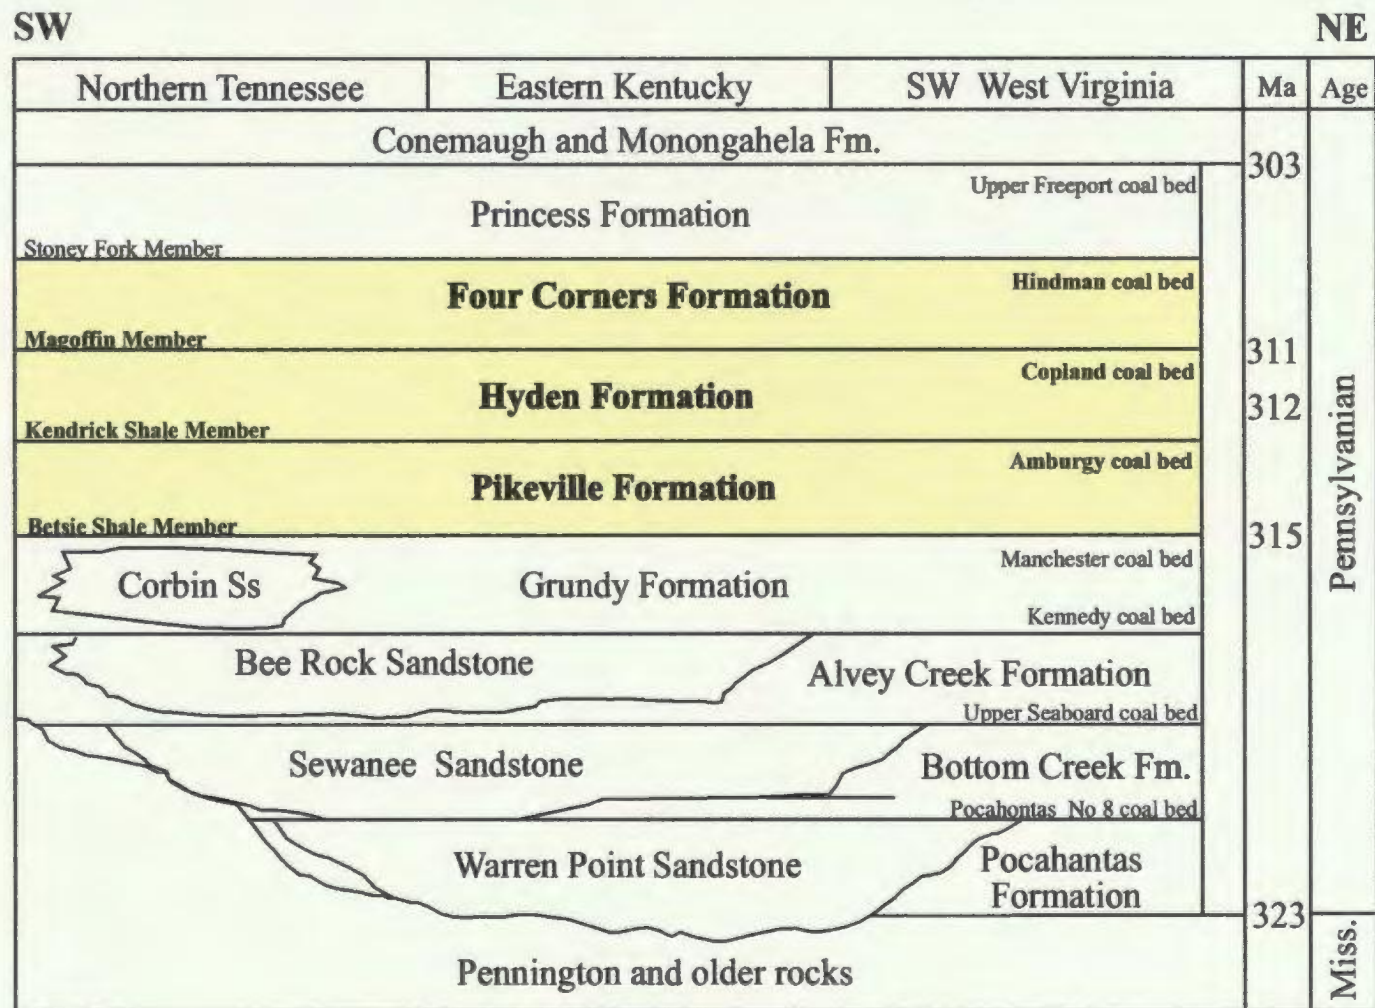 SW NE
Northern Tennessee Eastern Kentucky SW West Virginia Ma Age
Conemaugh and Monongahela Fm.
303
Upper Freeport coal bed
Princess Formation
Stoney Fork Member
Hindman coal bed
Four Corners Formation
Magoffin Member
311
Copland coal bed
Hyden Formation
312
Kendrick Shale Member
Amburgy coal bed
Pikeville Formation
Betsie Shale Member
315
Pennsylvanian
Manchester coal bed
Corbin Ss Grundy Formation
Kennedy coal bed
Bee Rock Sandstone Alvey Creek Formation
Upper Seaboard coal bed
Sewanee Sandstone Bottom Creek Fm.
Pocahontas No 8 coal bed
Warren Point Sandstone Pocahantas
Formation
323
Miss.
Pennington and older rocks